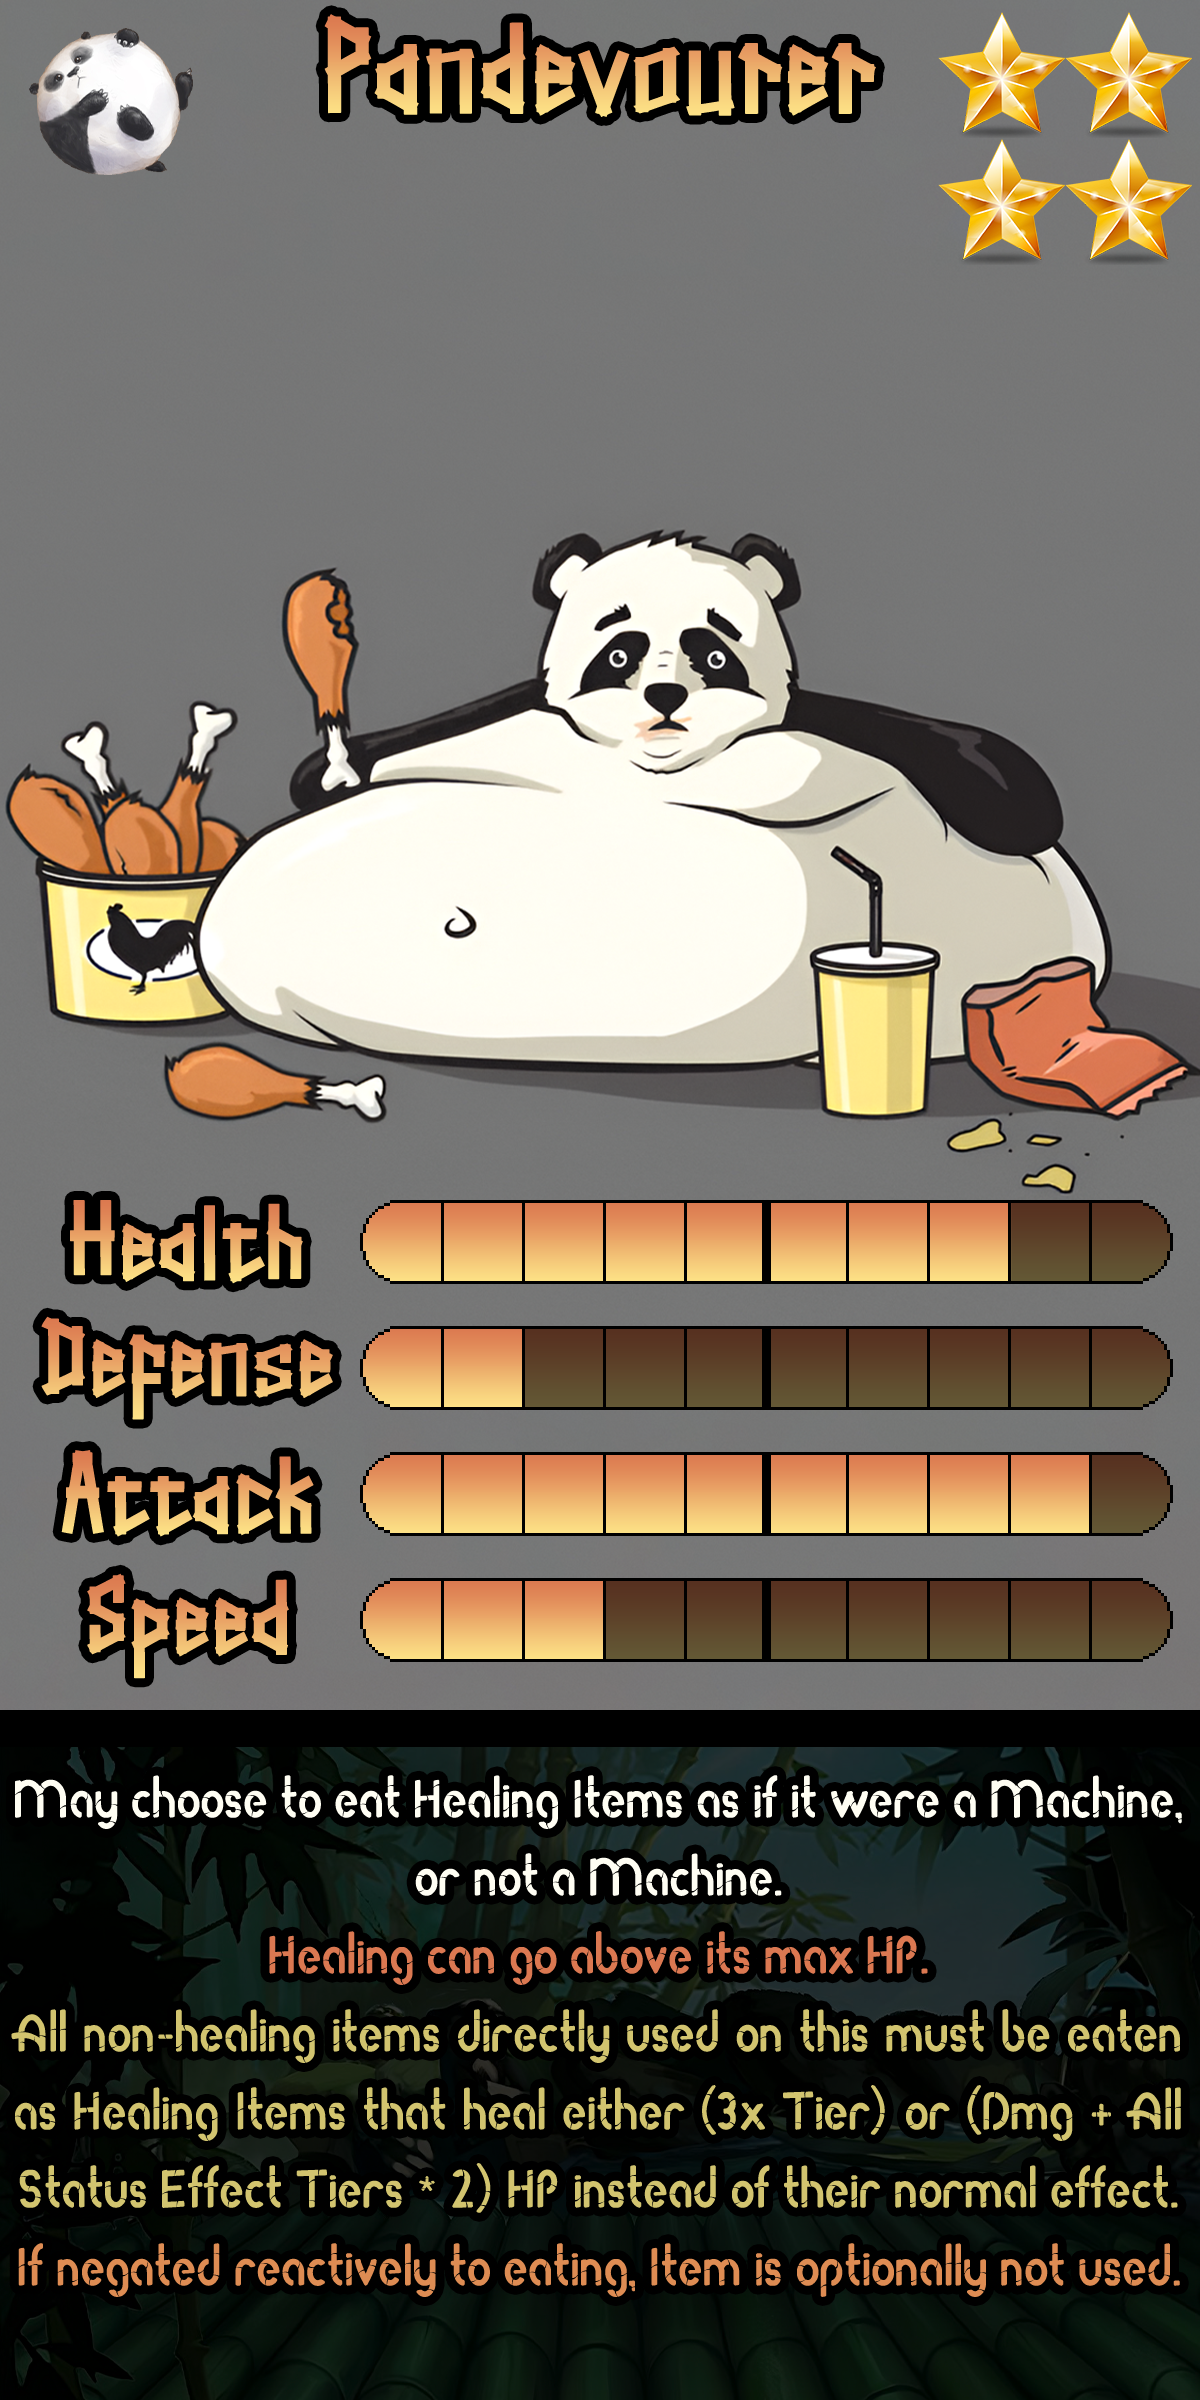 Pandevourer
Health
Defense
Attack
Speed
May choose to eat Healing Items as if it were a Machine,
or not a Machine.
Healing can go above its max HP.
All non-healing items directly used on this must be eaten
as Healing Items that heal either (3x Tier) or (Dmg + All
Status Effect Tiers * 2) HP instead of their normal effect.
If negated reactively to eating, Item is optionally not used.